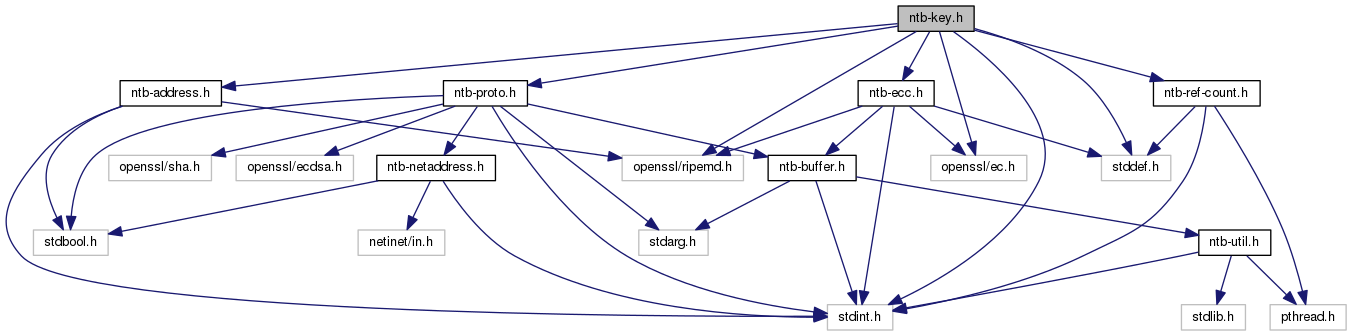 ntb-key.h
ntb-address.h
ntb-proto.h
ntb-ecc.h
ntb-ref-count.h
openssl/sha.h
openssl/ecdsa.h
ntb-netaddress.h
openssl/ripemd.h
ntb-buffer.h
openssl/ec.h
stddef.h
stdbool.h
netinet/in.h
stdarg.h
ntb-util.h
stdint.h
stdlib.h
pthread.h